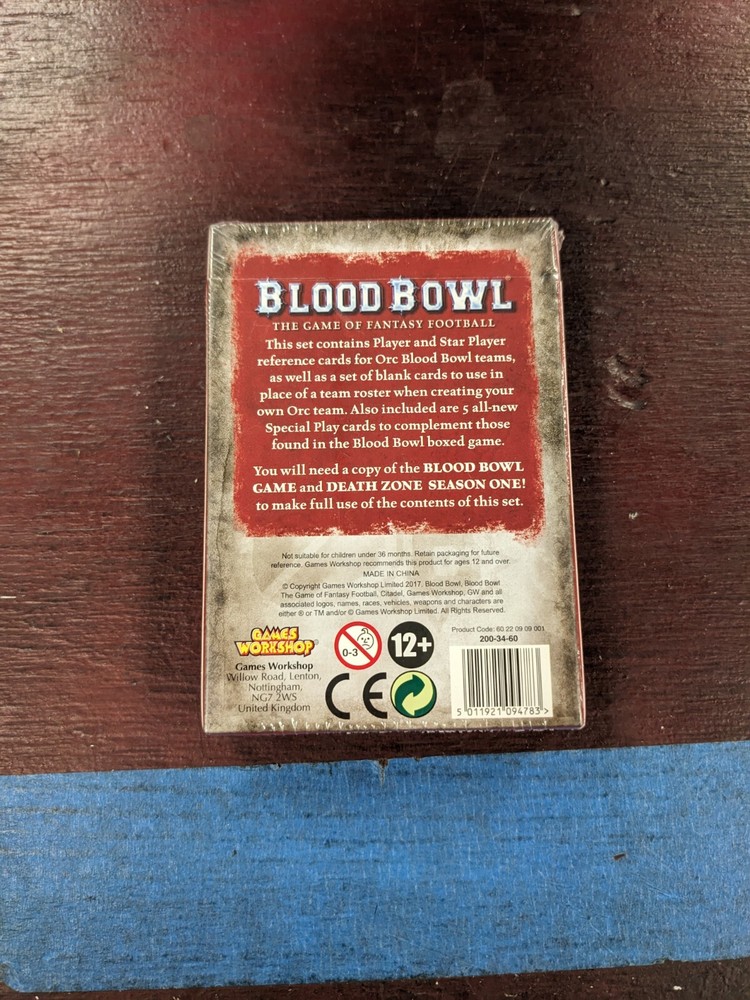 BLOOD BOWL
THE GAME OF FANTASY FOOTBALL
This set contains Player and Star Player
reference cards for Orc Blood Bowl teams,
as well as a set of blank cards to use in
place of a team roster when creating your
own Orc team. Also included are 5 all-new
Special Play cards to complement those
found in the Blood Bowl boxed game.
You will need a copy of the BLOOD BOWL
GAME and DEATH ZONE SEASON ONE!
to make full use of the contents of this set.
Not suitable for children under 36 months. Retain packaging for future
reference. Games Workshop recommends this product for ages 12 and over.
MADE IN CHINA
© Copyright Games Workshop Limited 2017. Blood Bowl, Blood Bowl
The Game of Fantasy Football, Citadel, Games Workshop, GW and all
associated logos, names, races, vehicles, weapons and characters are
either ® or TM and/or © Games Workshop Limited. All Rights Reserved.
GAMES
WORKSHOP®
Games Workshop
Willow Road, Lenton,
Nottingham,
NG7 2WS
United Kingdom
0-3
12+
CE
Product Code: 60 22 09 09 001
200-34-60
5 011921 094783 >